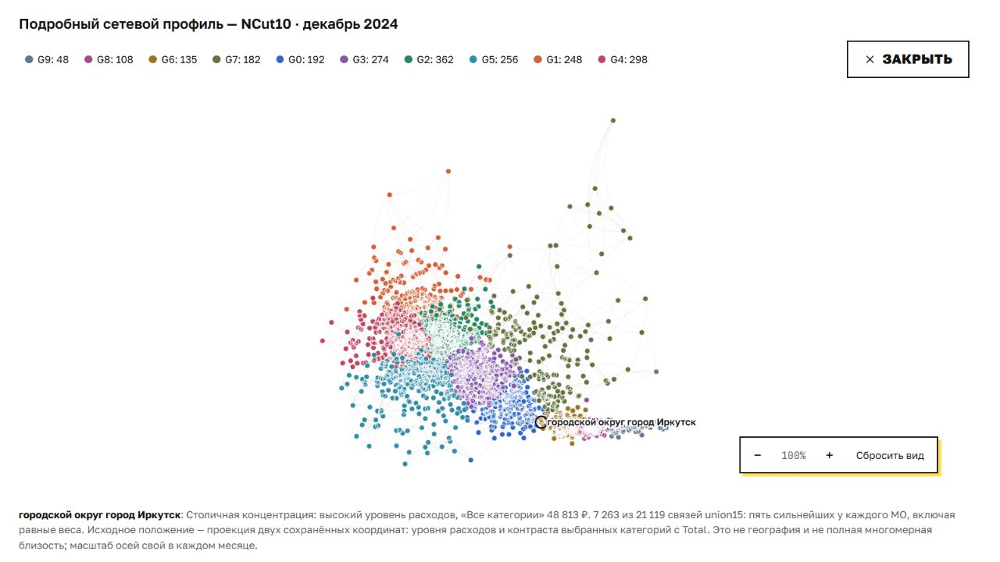 Подробный сетевой профиль — NCut10 · декабрь 2024
G9: 48 G8: 108 G6: 135 G7: 182 G0: 192 G3: 274 G2: 362 G5: 256 G1: 248 G4: 298
× ЗАКРЫТЬ
городской округ город Иркутск
− 100% + Сбросить вид
городской округ город Иркутск: Столичная концентрация: высокий уровень расходов, «Все категории» 48 813 ₽. 7 263 из 21 119 связей union15: пять сильнейших у каждого МО, включая
равные веса. Исходное положение — проекция двух сохранённых координат: уровня расходов и контраста выбранных категорий с Total. Это не география и не полная многомерная
близость; масштаб осей свой в каждом месяце.